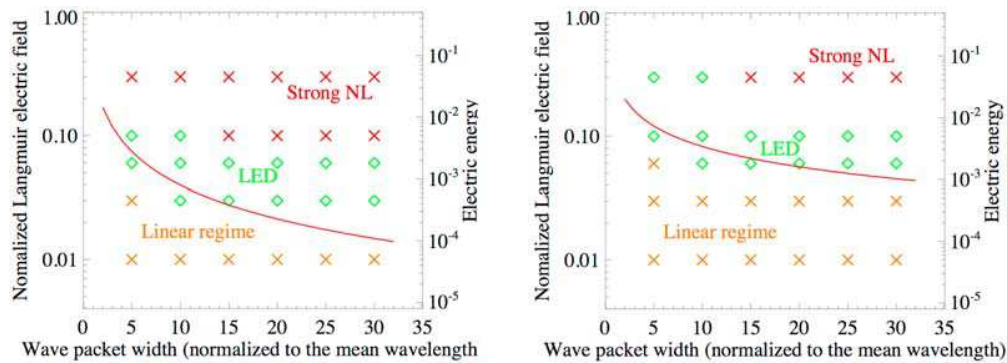 1.00
0.10
0.01
Nomalized Langmuir electric field
Strong NL
LED
Linear regime
10-1
10-2
10-3
10-4
10-5
Electric energy
0 5 10 15 20 25 30 35
Wave packet width (normalized to the mean wavelength
1.00
0.10
0.01
Nomalized Langmuir electric field
Strong NL
LED
Linear regime
10-1
10-2
10-3
10-4
10-5
Electric energy
0 5 10 15 20 25 30 35
Wave packet width (normalized to the mean wavelength